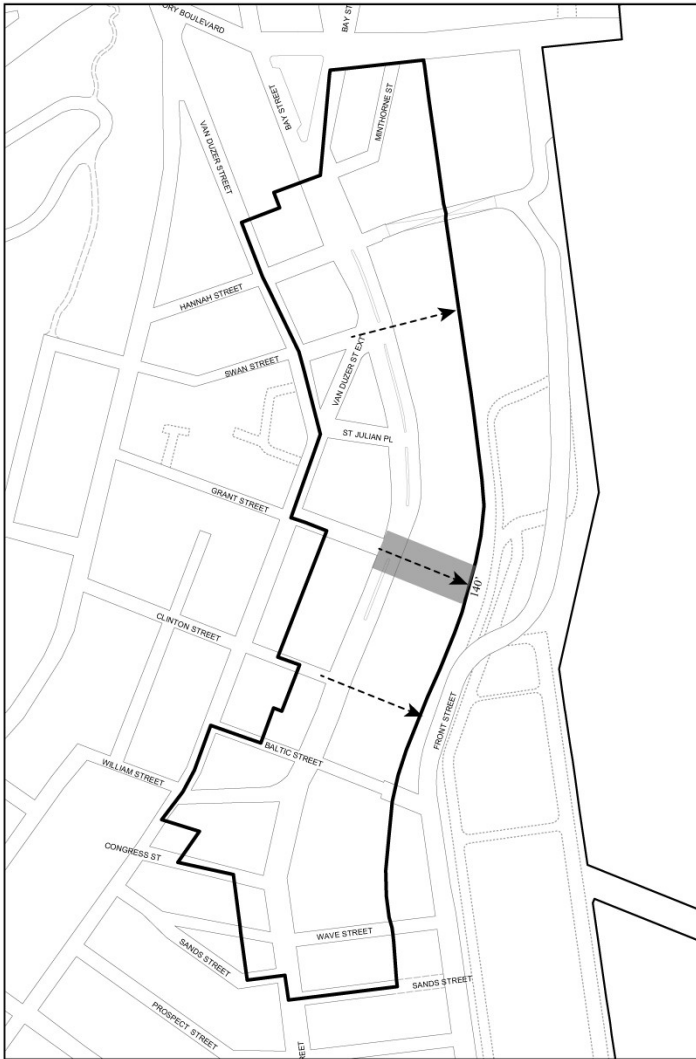 ORY BOULEVARD
BAY ST
BAY STREET
MINTHORNE ST
VAN DUZER STREET
HANNAH STREET
SWAN STREET
VAN DUZER ST EXT
ST JULIAN PL
GRANT STREET
140'
CLINTON STREET
FRONT STREET
BALTIC STREET
WILLIAM STREET
CONGRESS ST
WAVE STREET
SANDS STREET
SANDS STREET
PROSPECT STREET
REET